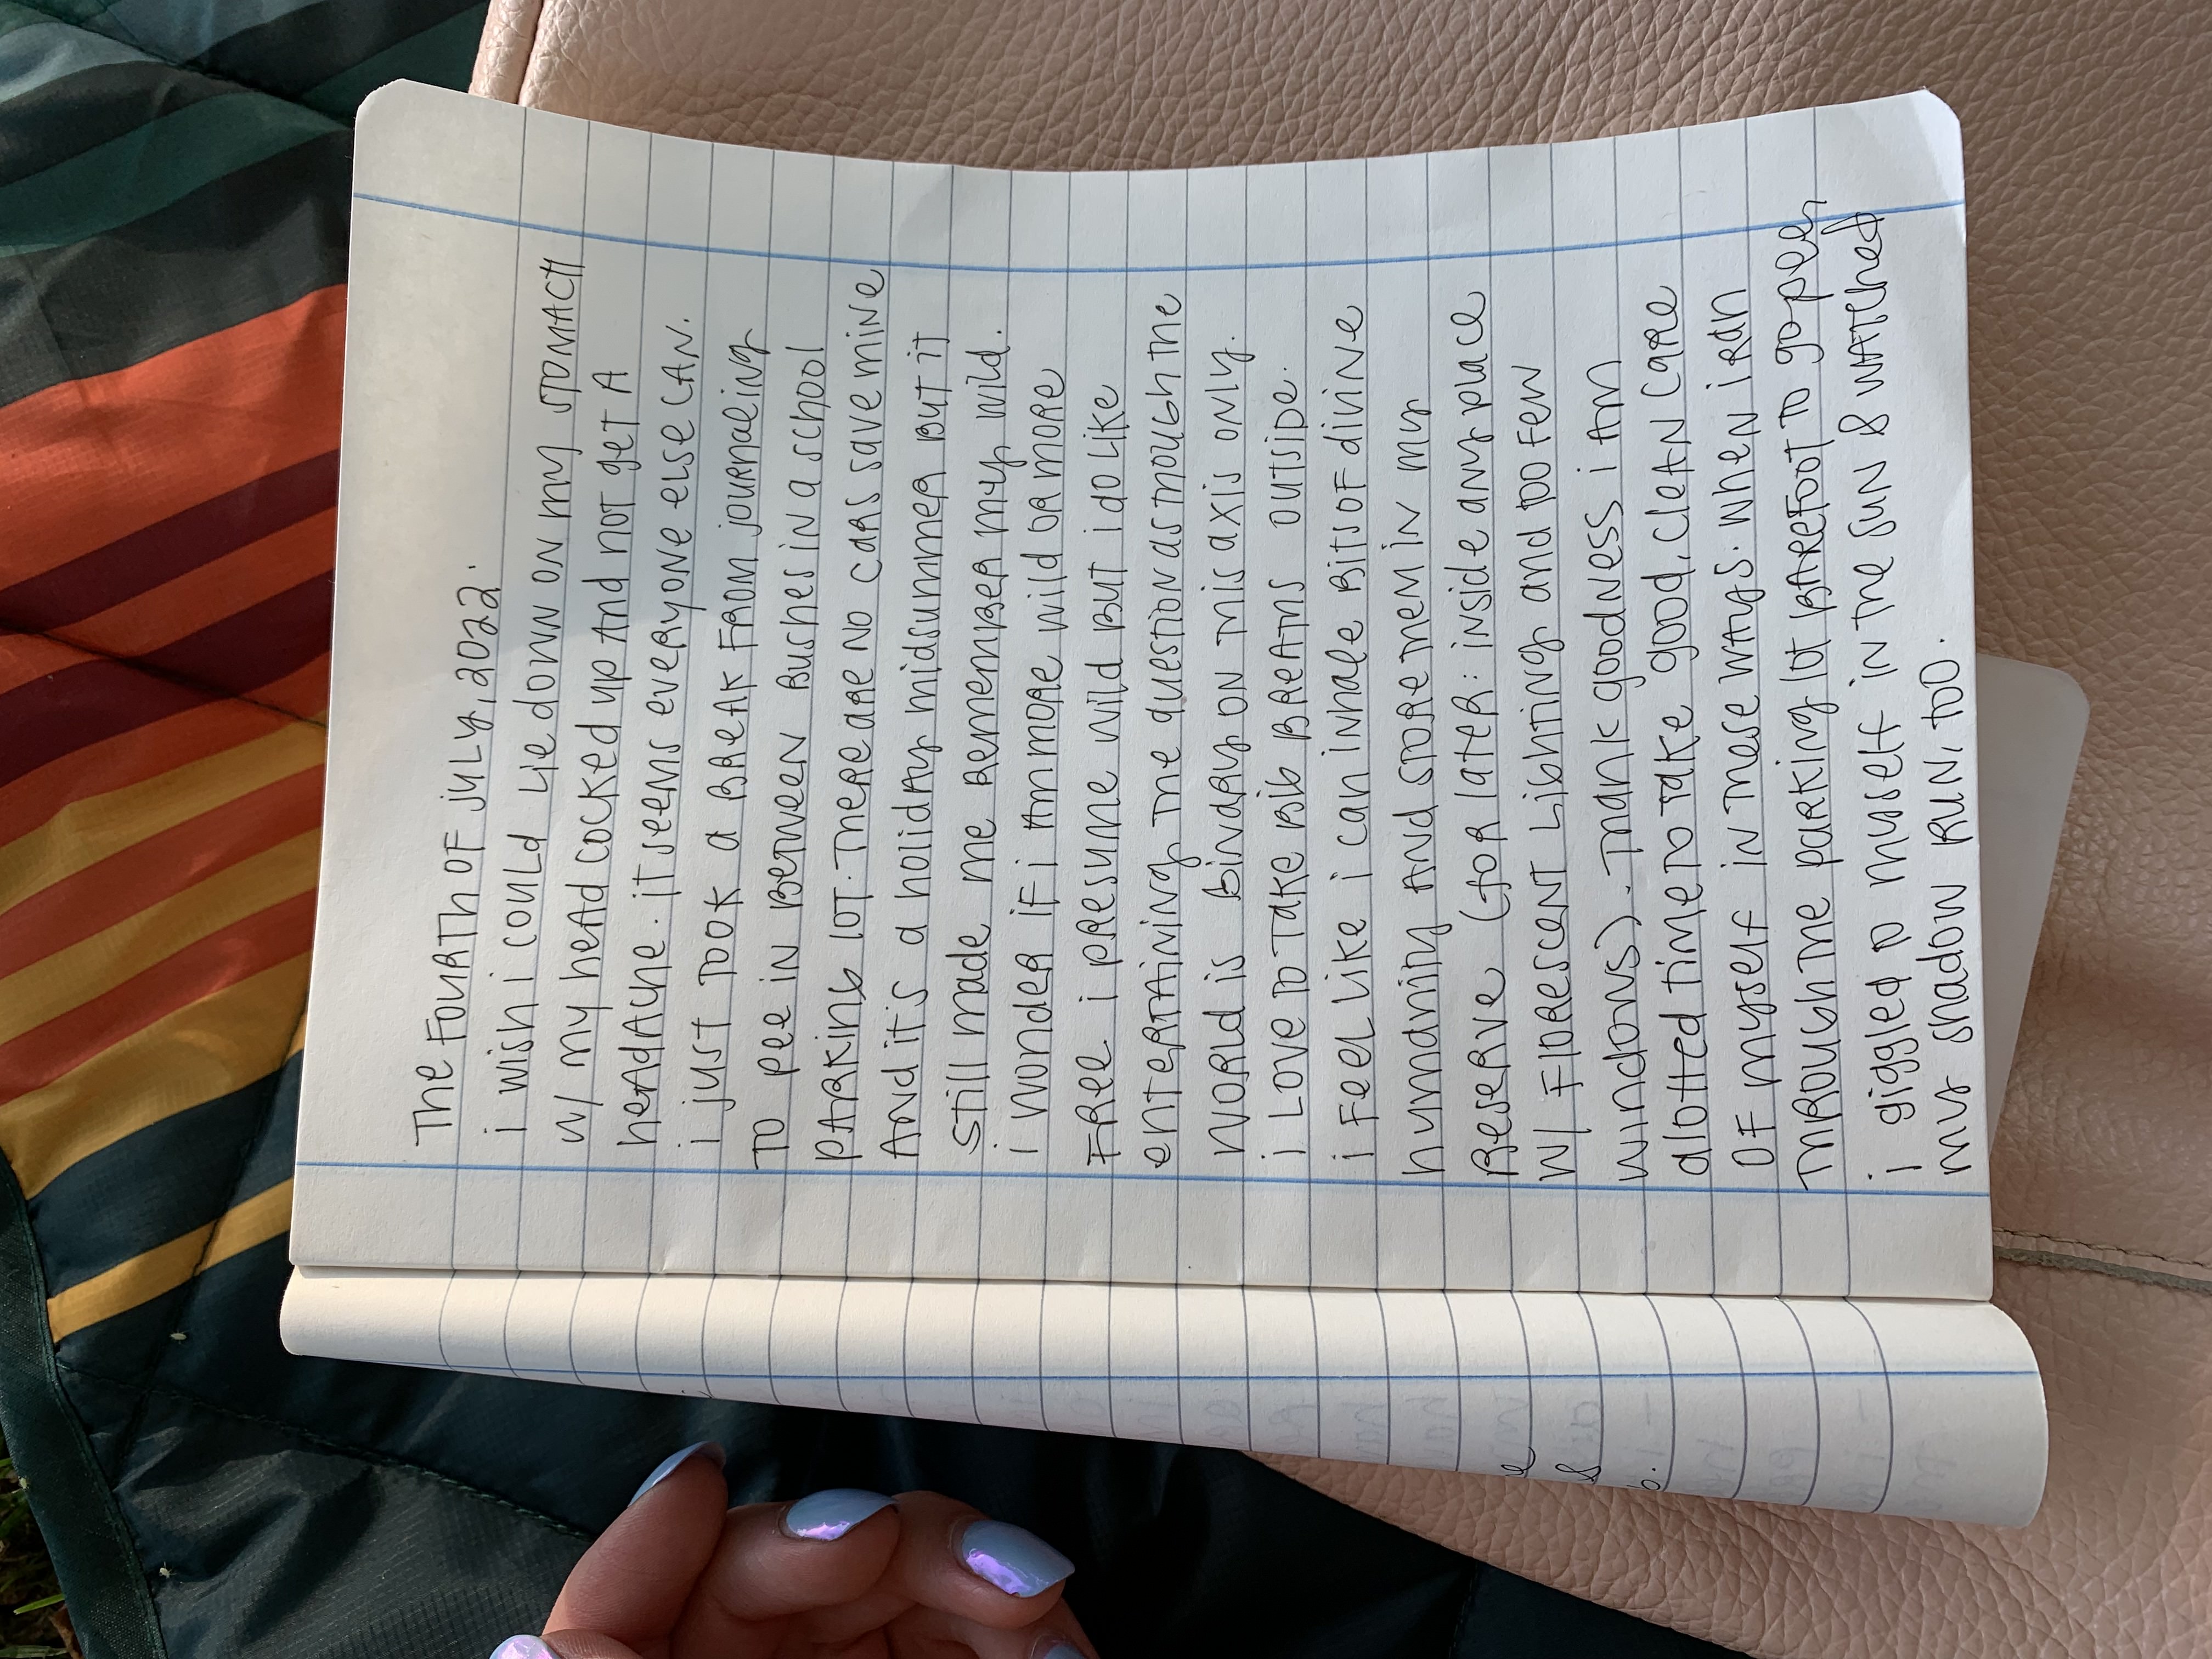 The FOURTh OF july, 2022.
i wish i could Lie down ON my STOMACH
w/ my heAd cocked up And not get A
heAdAche. it seems everyone else CAN.
i just TOOK a BReAK FROM jouRnaling
TO pee iN BeTWEEN Bushes iN a school
PARKing lOT. TheRe aRe NO caRs save miNe
And it's a holidAy midsummeR BUT iT
still made me RememBeR my wild.
i wondeR if i Am moRe wild OR moRe
FRee. i pResume wild BUT i do Like
enTeRTAiNiNg The quesTioN as Though The
WORld is BiNaRy ON This axis ONLy.
i LOVe TO TaKe BiG BReAThs OUTSiDe.
i Feel Like i can iNhale BiTs OF diviNe
humaniTy AND STORe TheM iN my
ReseRve (foR lateR: iNside any place
W/ FlORescenT LiGhTiNg and TOO Few
windows). Thank goodNess i AM
alotted time TO TaKe good, cleAN CaRe
OF myself iN These WAys. WheN i RaN
ThROUGh The paRKiNg lOT BAReFOOT TO go pee,
i giggled TO myself iN The SUN & WATched
my shadow RUN, TOO.
e
&
b.